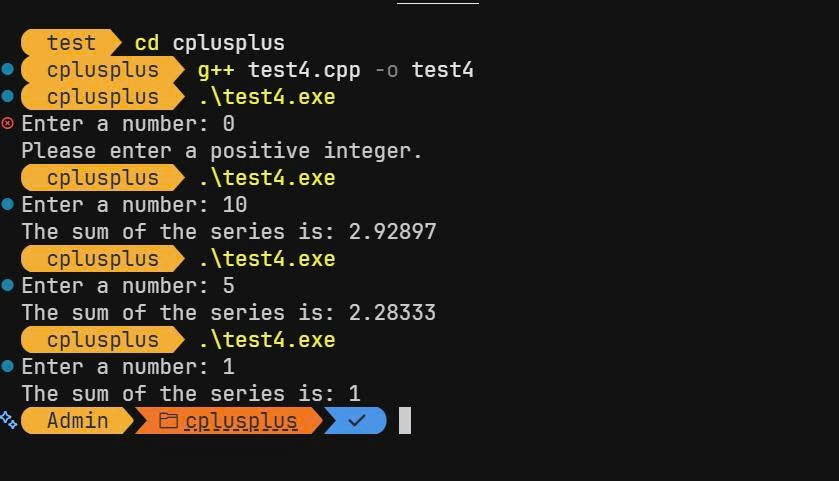 test cd cplusplus
cplusplus g++ test4.cpp -o test4
cplusplus .\test4.exe
Enter a number: 0
Please enter a positive integer.
cplusplus .\test4.exe
Enter a number: 10
The sum of the series is: 2.92897
cplusplus .\test4.exe
Enter a number: 5
The sum of the series is: 2.28333
cplusplus .\test4.exe
Enter a number: 1
The sum of the series is: 1
Admin cplusplus